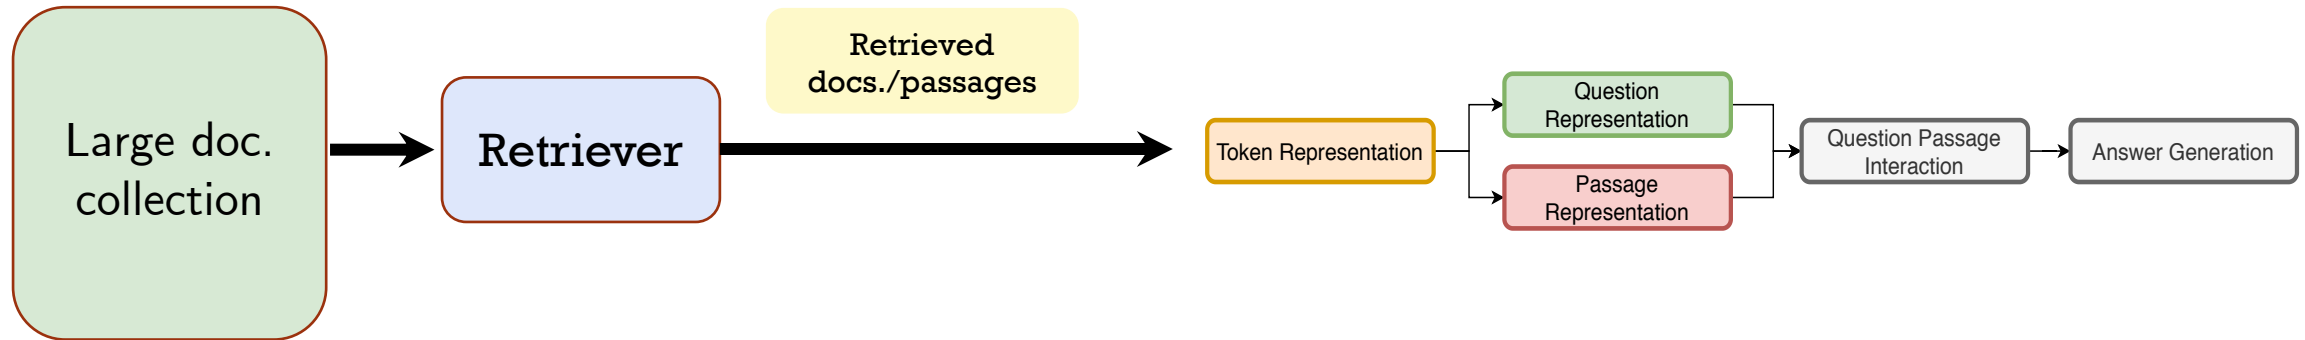 Large doc.
collection
Retriever
Retrieved
docs./passages
Token Representation
Question
Representation
Passage
Representation
Question Passage
Interaction
Answer Generation